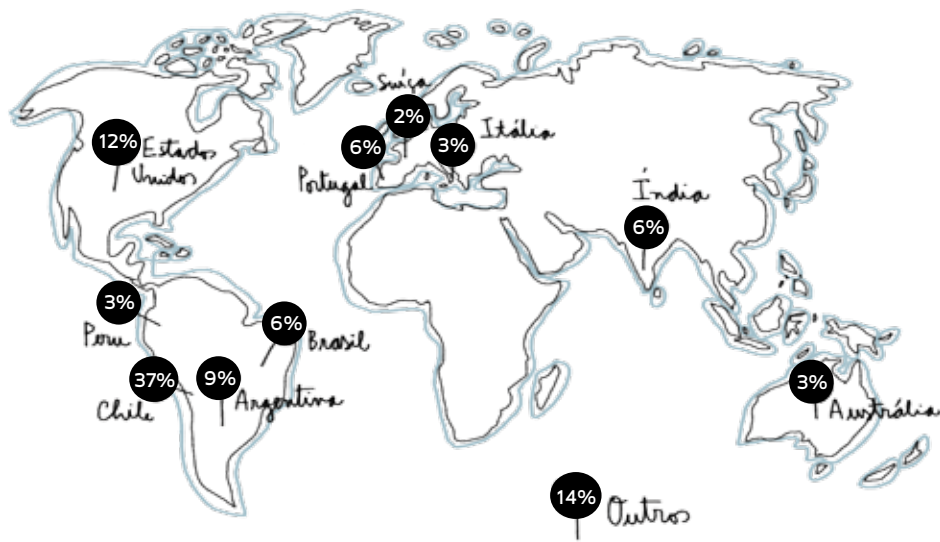 Suíça
2%
12%
Estados
Unidos
6%
Portugal
3%
Itália
Índia
6%
3%
Peru
6%
Brasil
37%
Chile
9%
Argentina
3%
Austrália
14%
Outros